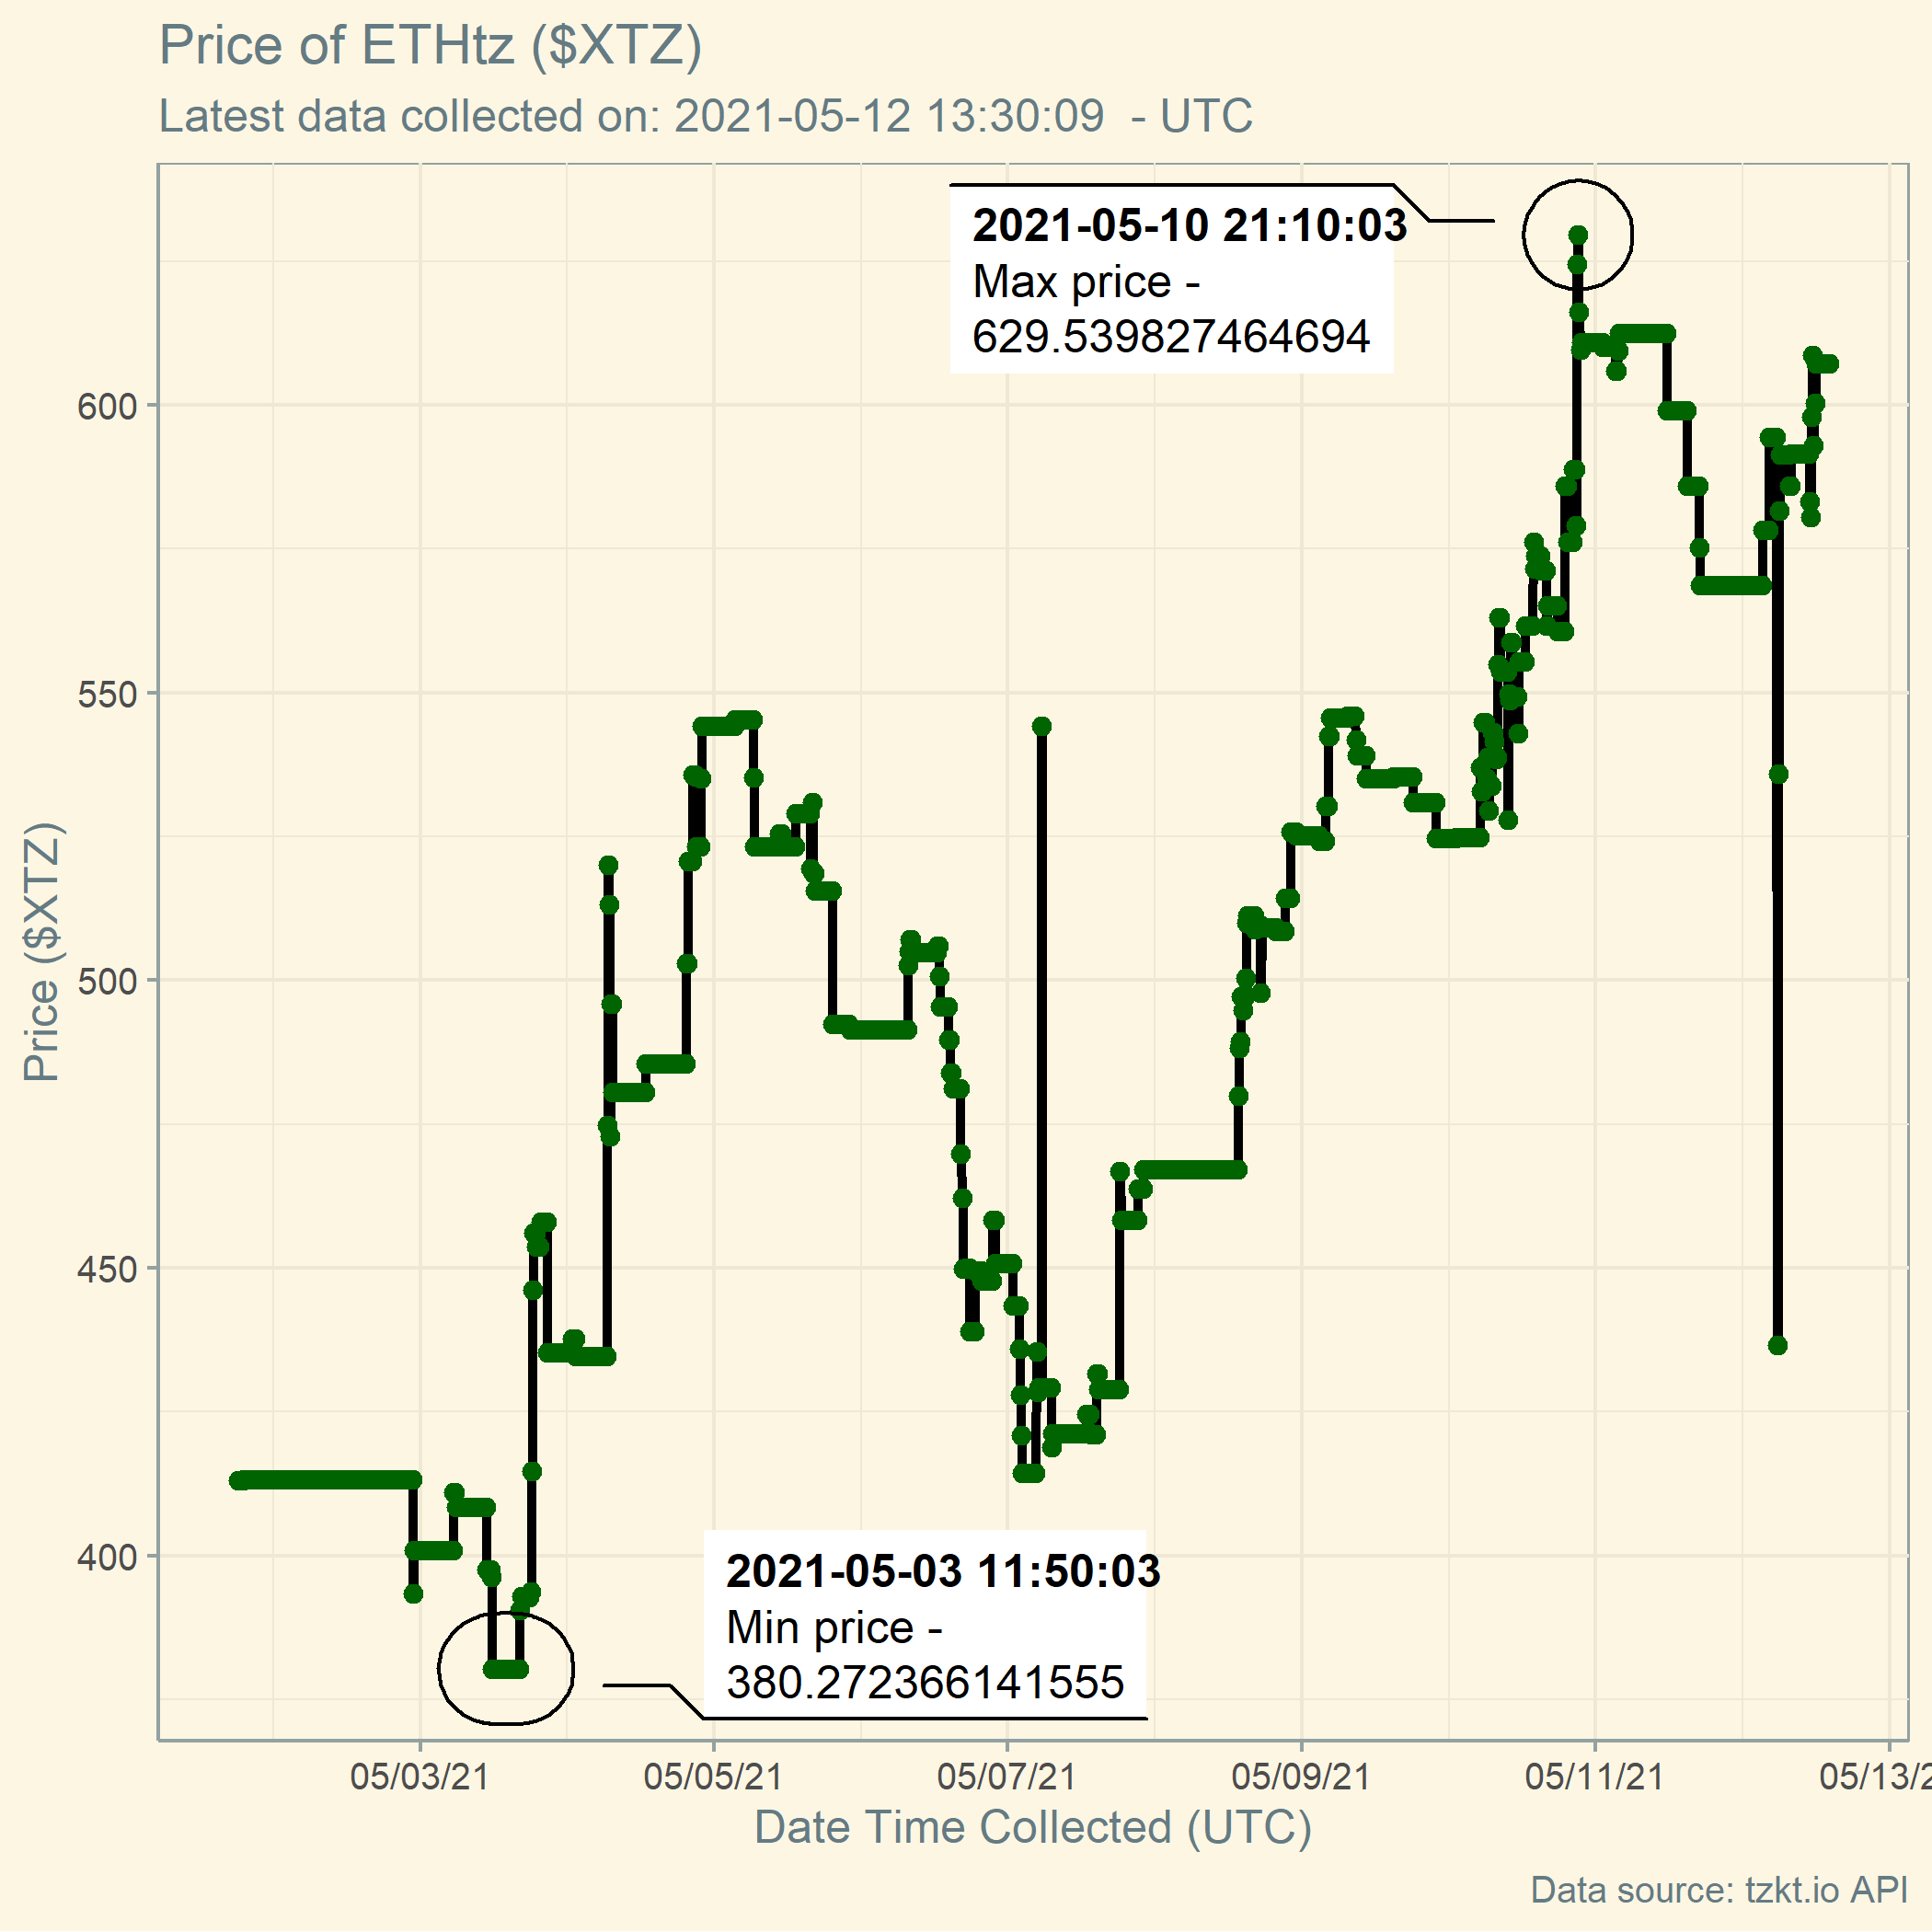 Price of ETHtz ($XTZ)
Latest data collected on: 2021-05-12 13:30:09  - UTC
2021-05-10 21:10:03
Max price -
629.539827464694
600
550
500
450
400
Price ($XTZ)
2021-05-03 11:50:03
Min price -
380.272366141555
05/03/21
05/05/21
05/07/21
05/09/21
05/11/21
05/13/2
Date Time Collected (UTC)
Data source: tzkt.io API